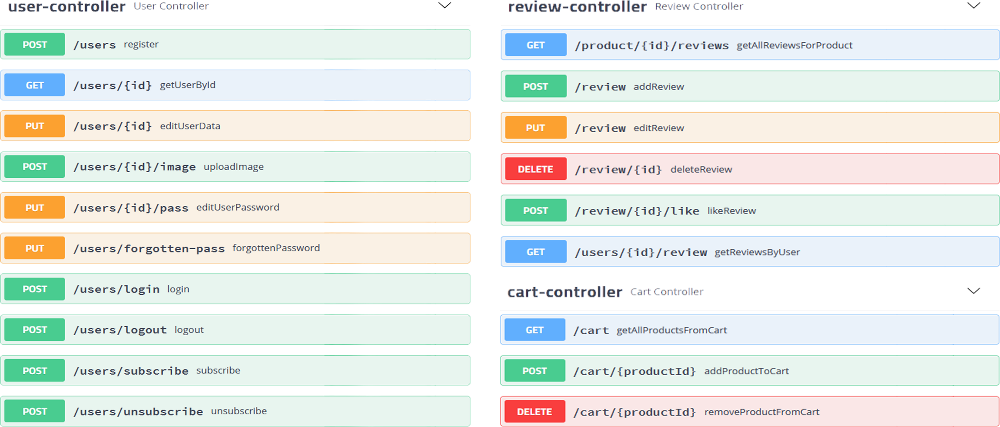 user-controller User Controller
POST /users register
GET /users/{id} getUserById
PUT /users/{id} editUserData
POST /users/{id}/image uploadImage
PUT /users/{id}/pass editUserPassword
PUT /users/forgotten-pass forgottenPassword
POST /users/login login
POST /users/logout logout
POST /users/subscribe subscribe
POST /users/unsubscribe unsubscribe
review-controller Review Controller
GET /product/{id}/reviews getAllReviewsForProduct
POST /review addReview
PUT /review editReview
DELETE /review/{id} deleteReview
POST /review/{id}/like likeReview
GET /users/{id}/review getReviewsByUser
cart-controller Cart Controller
GET /cart getAllProductsFromCart
POST /cart/{productId} addProductToCart
DELETE /cart/{productId} removeProductFromCart